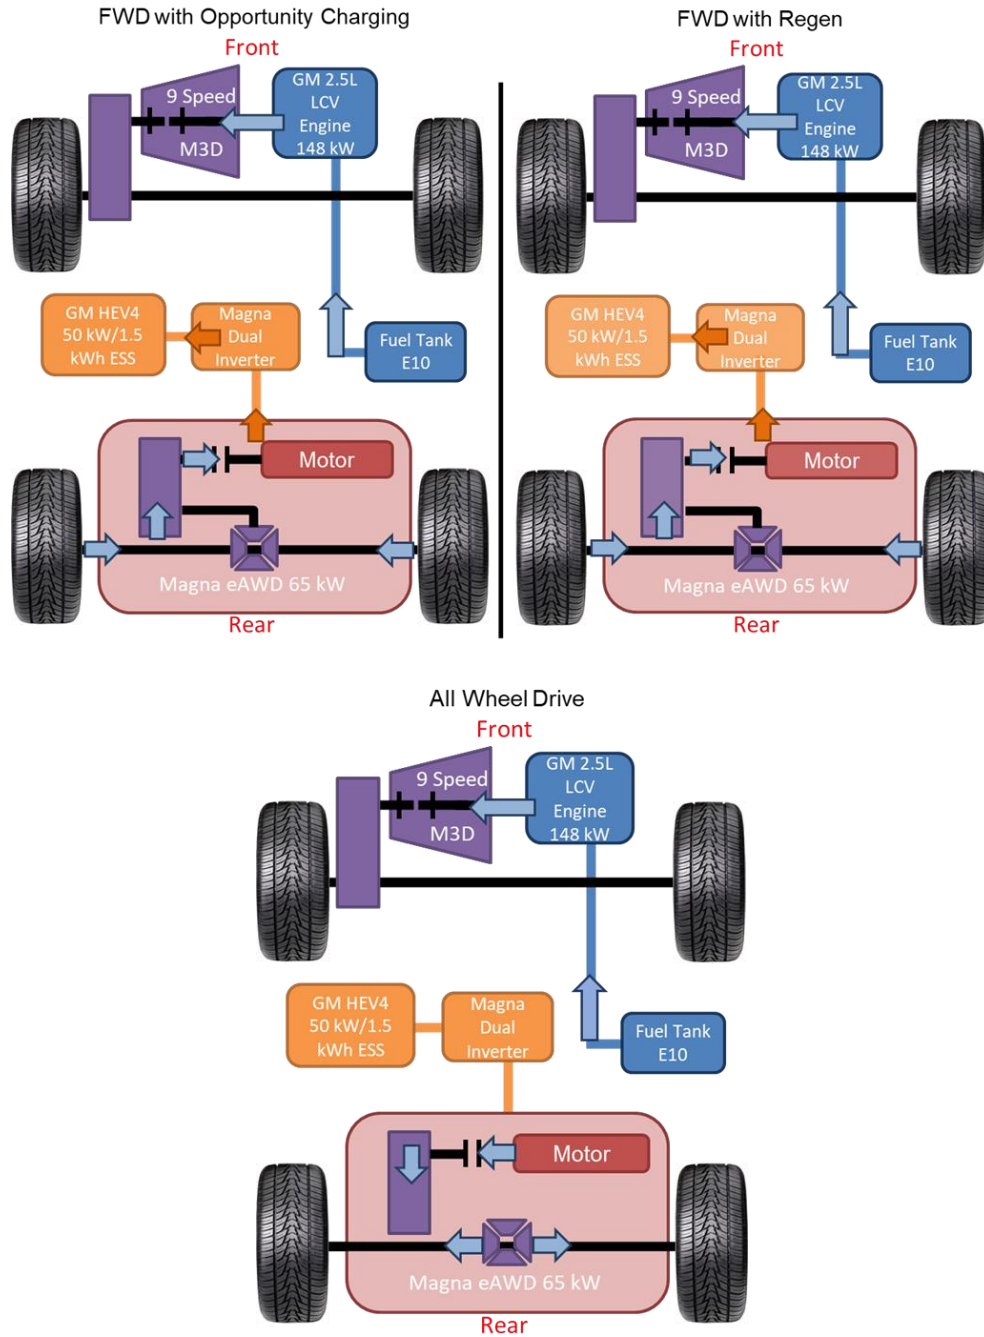 FWD with Opportunity Charging
Front
9 Speed
M3D
GM 2.5L
LCV
Engine
148 kW
GM HEV4
50 kW/1.5
kWh ESS
Magna
Dual
Inverter
Fuel Tank
E10
Motor
Magna eAWD 65 kW
Rear
FWD with Regen
Front
9 Speed
M3D
GM 2.5L
LCV
Engine
148 kW
GM HEV4
50 kW/1.5
kWh ESS
Magna
Dual
Inverter
Fuel Tank
E10
Motor
Magna eAWD 65 kW
Rear
All Wheel Drive
Front
9 Speed
M3D
GM 2.5L
LCV
Engine
148 kW
GM HEV4
50 kW/1.5
kWh ESS
Magna
Dual
Inverter
Fuel Tank
E10
Motor
Magna eAWD 65 kW
Rear